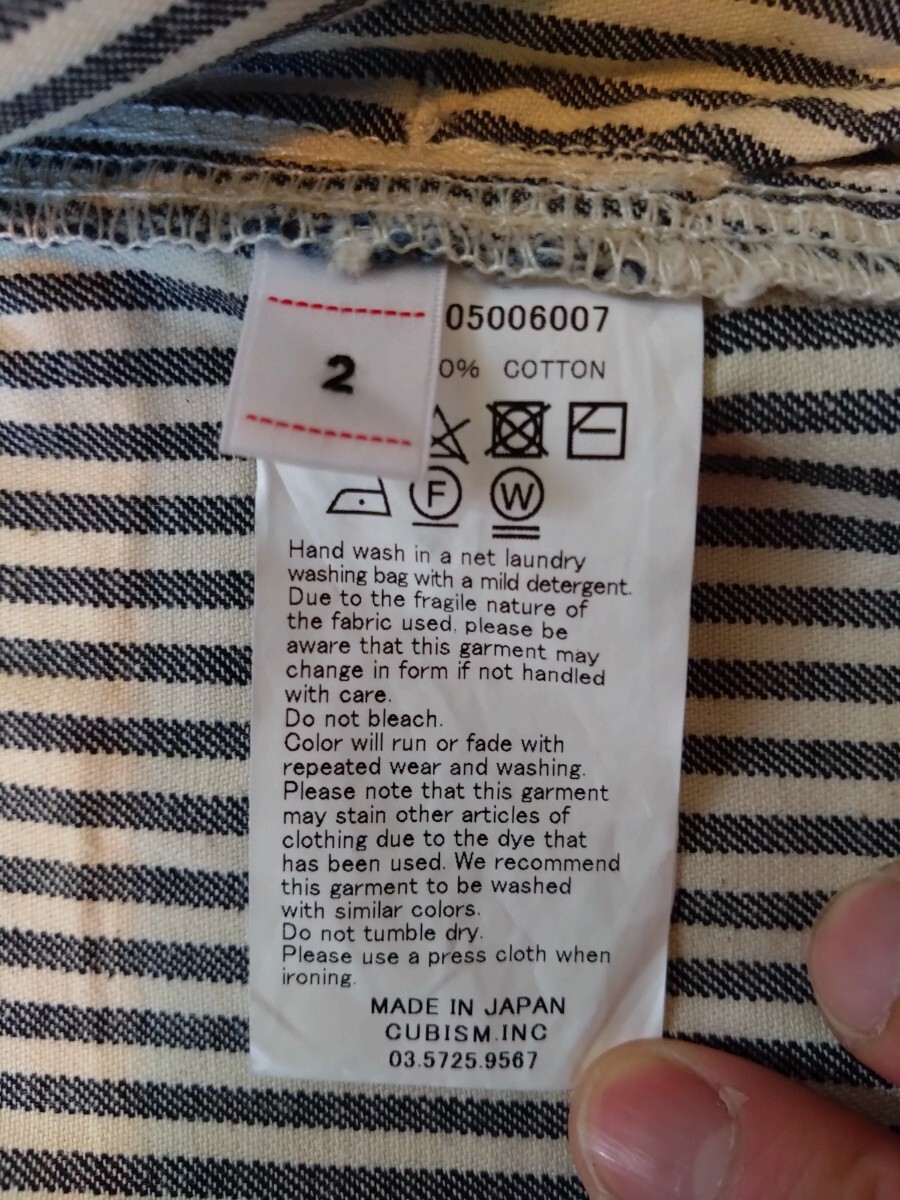 2
05006007
0% COTTON
F W
Hand wash in a net laundry
washing bag with a mild detergent.
Due to the fragile nature of
the fabric used, please be
aware that this garment may
change in form if not handled
with care.
Do not bleach.
Color will run or fade with
repeated wear and washing.
Please note that this garment
may stain other articles of
clothing due to the dye that
has been used. We recommend
this garment to be washed
with similar colors.
Do not tumble dry.
Please use a press cloth when
ironing.
MADE IN JAPAN
CUBISM.INC
03.5725.9567